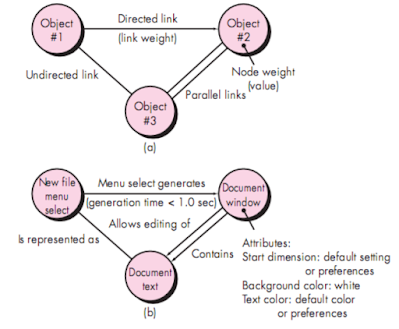 Object
#1
Directed link
(link weight)
Object
#2
Undirected link
Node weight
(value)
Parallel links
Object
#3
(a)
New file
menu
select
Menu select generates
(generation time < 1.0 sec)
Document
window
Allows editing of
Is represented as
Contains
Attributes:
Start dimension: default setting
or preferences
Background color: white
Text color: default color
or preferences
Document
text
(b)